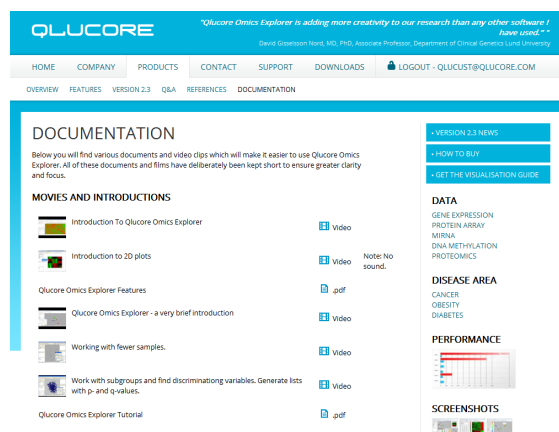 QLUCORE
"Qlucore Omics Explorer is adding more creativity to our research than any other software I
have used." "
David Gisselsson Nord, MD, PhD, Associate Professor, Department of Clinical Genetics Lund University
HOME COMPANY PRODUCTS CONTACT SUPPORT DOWNLOADS LOGOUT - QLUCUST@QLUCORE.COM
OVERVIEW FEATURES VERSION 2.3 Q&A REFERENCES DOCUMENTATION
DOCUMENTATION
Below you will find various documents and video clips which will make it easier to use Qlucore Omics
Explorer. All of these documents and films have deliberately been kept short to ensure greater clarity
and focus.
MOVIES AND INTRODUCTIONS
Introduction To Qlucore Omics Explorer Video
Introduction to 2D plots Video Note: No
sound.
Qlucore Omics Explorer Features .pdf
Qlucore Omics Explorer - a very brief introduction Video
Working with fewer samples. Video
Work with subgroups and find discriminationg variables. Generate lists
with p- and q-values. Video
Qlucore Omics Explorer Tutorial .pdf
• VERSION 2.3 NEWS
• HOW TO BUY
• GET THE VISUALISATION GUIDE
DATA
GENE EXPRESSION
PROTEIN ARRAY
MIRNA
DNA METHYLATION
PROTEOMICS
DISEASE AREA
CANCER
OBESITY
DIABETES
PERFORMANCE
SCREENSHOTS